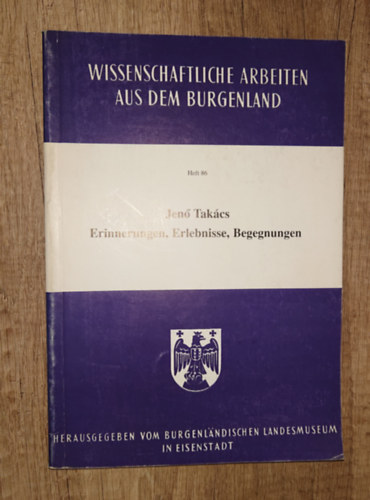 WISSENSCHAFTLICHE ARBEITEN
AUS DEM BURGENLAND
Heft 86
Jenő Takács
Erinnerungen, Erlebnisse, Begegnungen
HERAUSGEGEBEN VOM BURGENLÄNDISCHEN LANDESMUSEUM
IN EISENSTADT